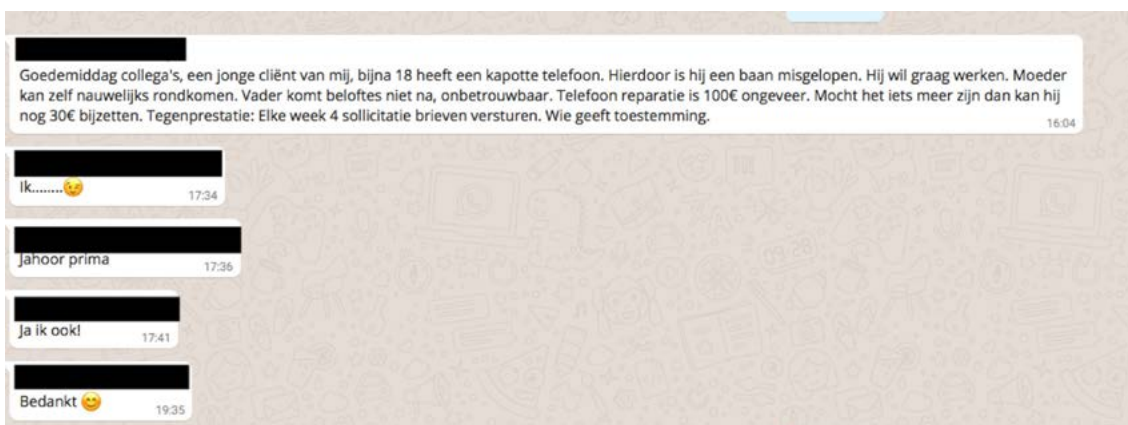 Goedemiddag collega's, een jonge cliënt van mij, bijna 18 heeft een kapotte telefoon. Hierdoor is hij een baan misgelopen. Hij wil graag werken. Moeder
kan zelf nauwelijks rondkomen. Vader komt beloftes niet na, onbetrouwbaar. Telefoon reparatie is 100€ ongeveer. Mocht het iets meer zijn dan kan hij
nog 30€ bijzetten. Tegenprestatie: Elke week 4 sollicitatie brieven versturen. Wie geeft toestemming.
16:04
Ik........😉
17:34
Jahoor prima
17:36
Ja ik ook!
17:41
Bedankt 😊
19:35